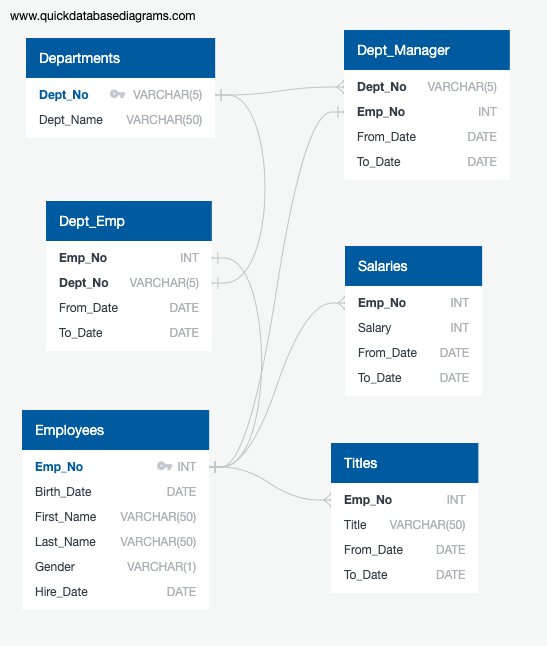 www.quickdatabasediagrams.com
Departments
Dept_No VARCHAR(5)
Dept_Name VARCHAR(50)
Dept_Manager
Dept_No VARCHAR(5)
Emp_No INT
From_Date DATE
To_Date DATE
Dept_Emp
Emp_No INT
Dept_No VARCHAR(5)
From_Date DATE
To_Date DATE
Salaries
Emp_No INT
Salary INT
From_Date DATE
To_Date DATE
Employees
Emp_No INT
Birth_Date DATE
First_Name VARCHAR(50)
Last_Name VARCHAR(50)
Gender VARCHAR(1)
Hire_Date DATE
Titles
Emp_No INT
Title VARCHAR(50)
From_Date DATE
To_Date DATE